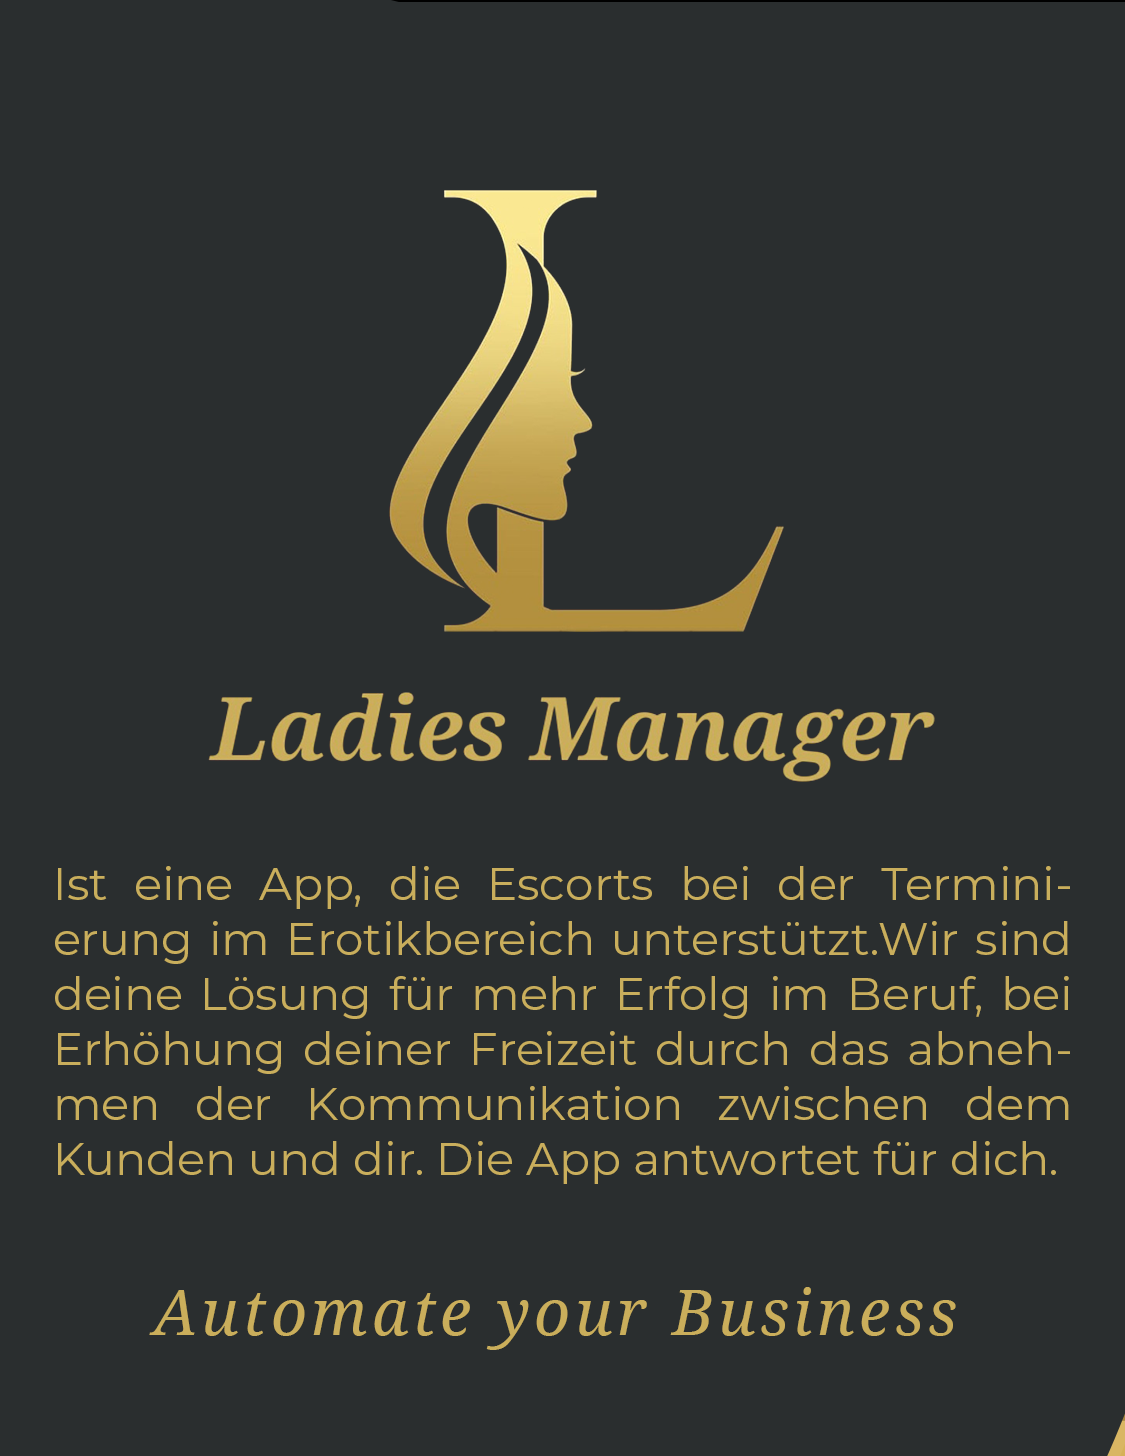 Ladies Manager
Ist eine App, die Escorts bei der Termini-
erung im Erotikbereich unterstützt.Wir sind
deine Lösung für mehr Erfolg im Beruf, bei
Erhöhung deiner Freizeit durch das abneh-
men der Kommunikation zwischen dem
Kunden und dir. Die App antwortet für dich.
Automate your Business